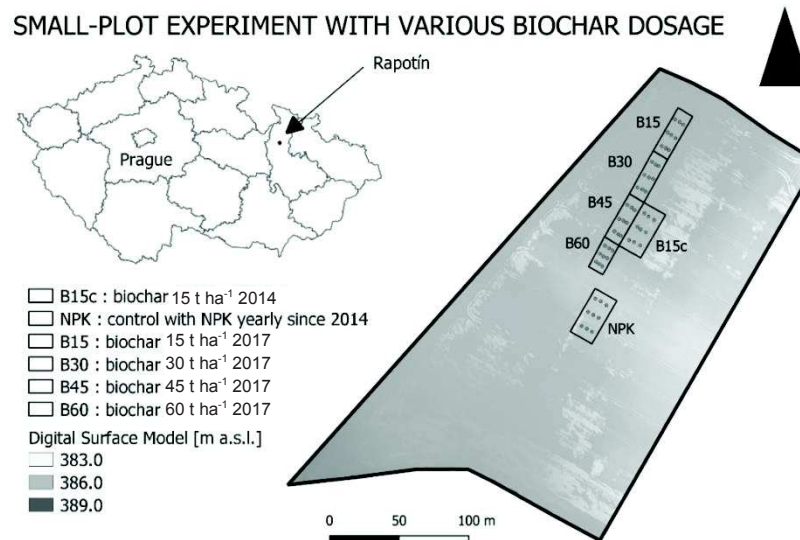 SMALL-PLOT EXPERIMENT WITH VARIOUS BIOCHAR DOSAGE
Rapotín
Prague
B15
B30
B45
B60
B15c
NPK
B15c : biochar 15 t ha⁻¹ 2014
NPK : control with NPK yearly since 2014
B15 : biochar 15 t ha⁻¹ 2017
B30 : biochar 30 t ha⁻¹ 2017
B45 : biochar 45 t ha⁻¹ 2017
B60 : biochar 60 t ha⁻¹ 2017
Digital Surface Model [m a.s.l.]
383.0
386.0
389.0
0 50 100 m